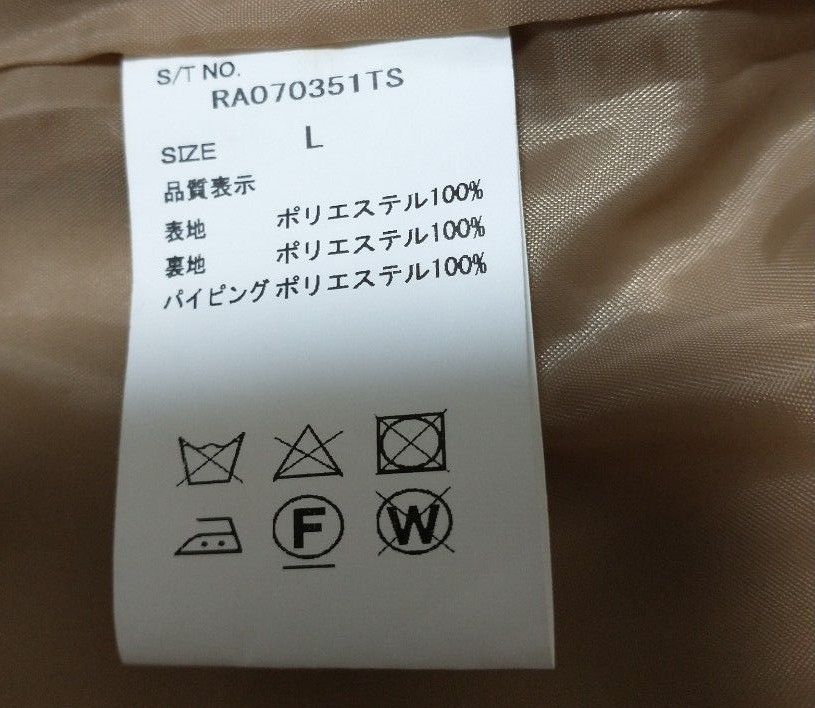 S/T NO.
RA070351TS
SIZE L
品質表示
表地 ポリエステル100%
裏地 ポリエステル100%
パイピング ポリエステル100%
F W